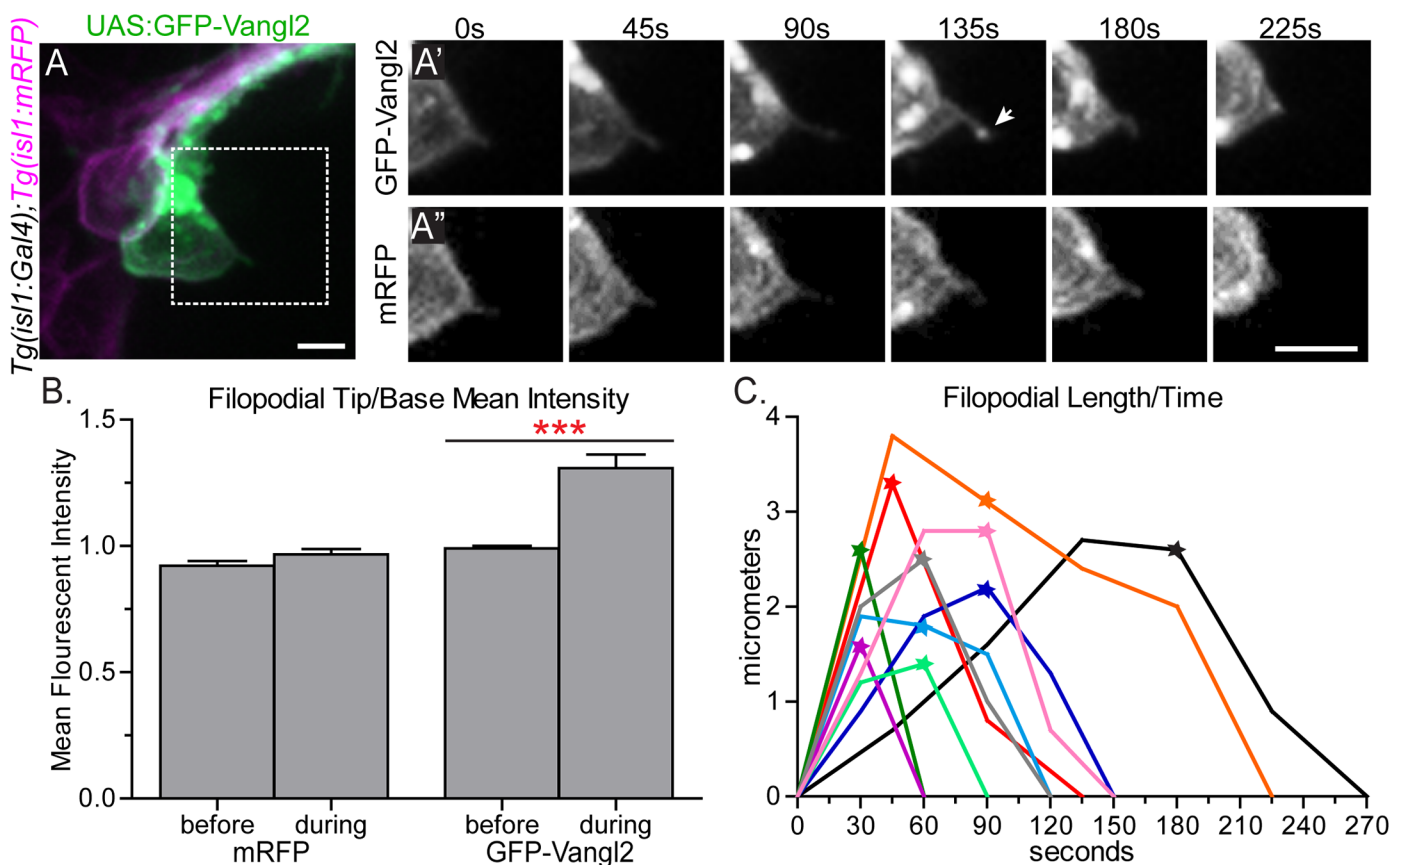 UAS:GFP-Vangl2
Tg(isl1:Gal4);Tg(isl1:mRFP)
A
0s 45s 90s 135s 180s 225s
GFP-Vangl2
A'
mRFP
A"
B.
Filopodial Tip/Base Mean Intensity
Mean Flourescent Intensity
1.5
1.0
0.5
0.0
***
before during before during
mRFP GFP-Vangl2
C.
Filopodial Length/Time
micrometers
4
3
2
1
0
0 30 60 90 120 150 180 210 240 270
seconds